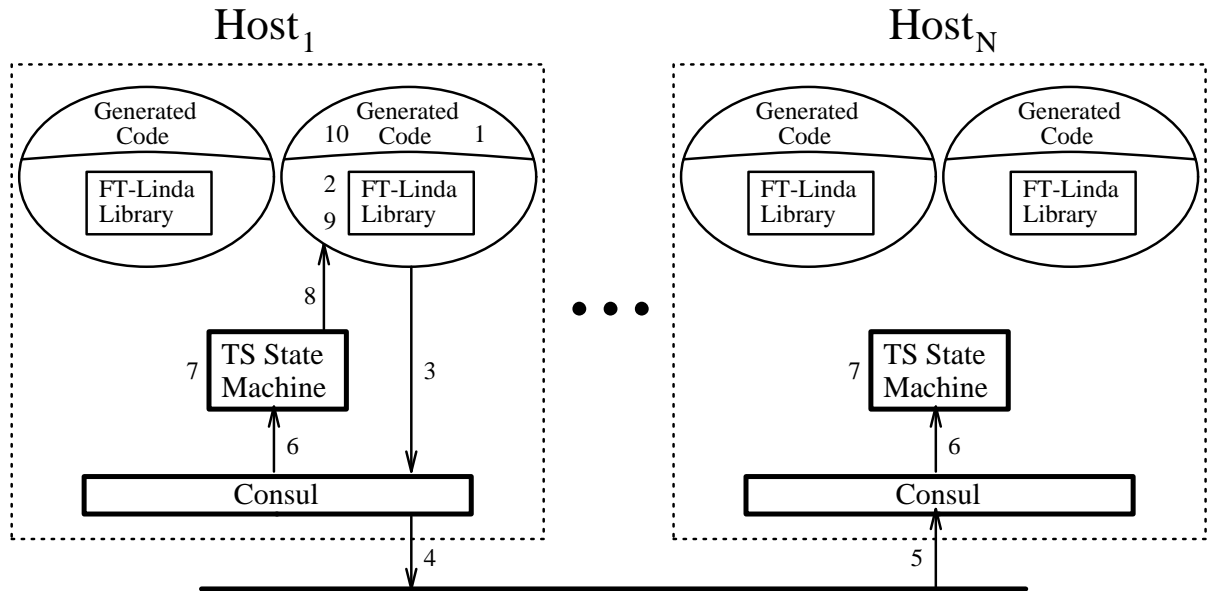 Host1 HostN
Generated Generated Generated Generated
Code 10 Code 1 Code Code
FT-Linda 2 FT-Linda FT-Linda FT-Linda
Library 9 Library Library Library
8
TS State TS State
7 Machine 3 7 Machine
6 6
Consul Consul
4 5